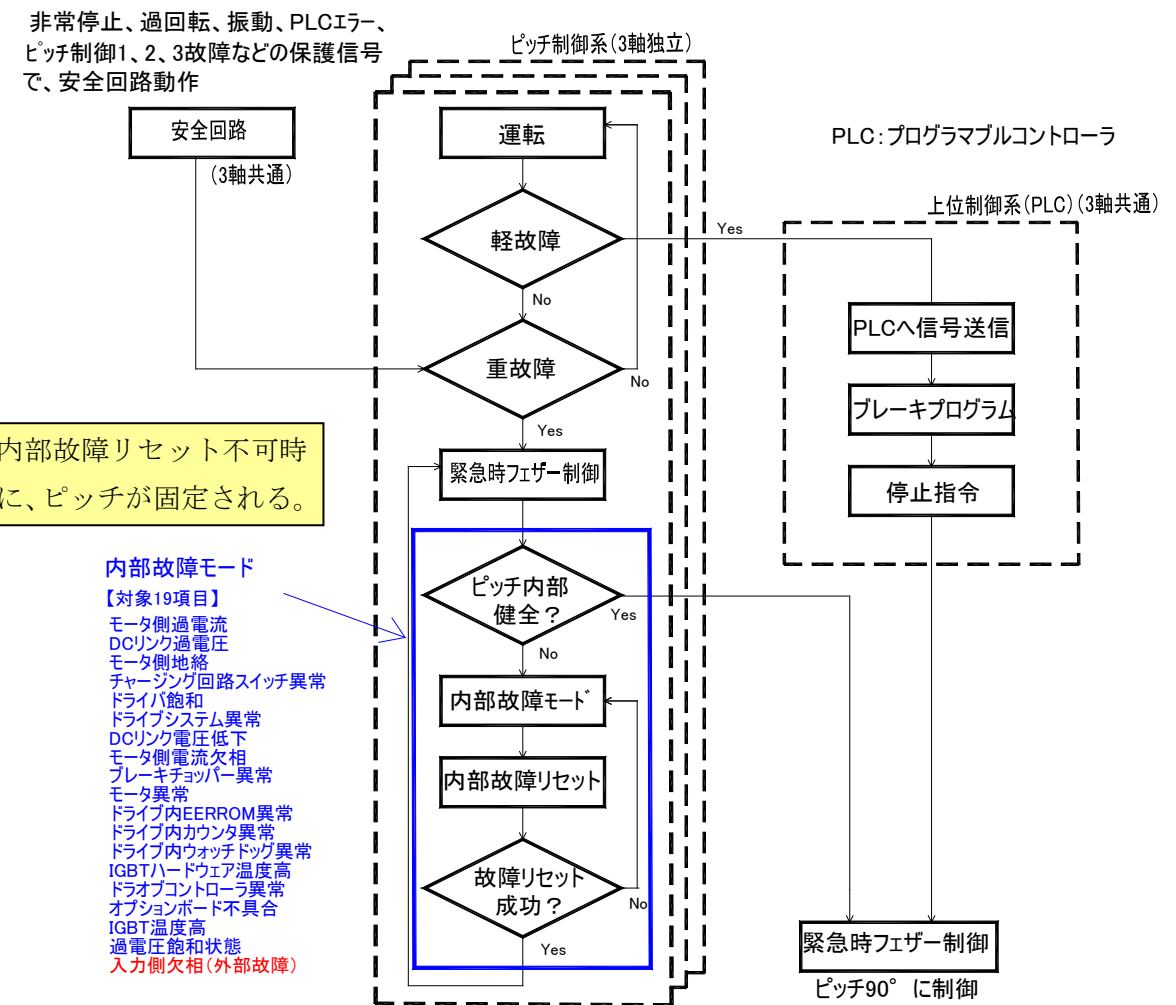 非常停止、過回転、振動、PLCエラー、
ピッチ制御1、2、3故障などの保護信号
で、安全回路動作
ピッチ制御系(3軸独立)
安全回路
(3軸共通)
運転
PLC:プログラマブルコントローラ
上位制御系(PLC)(3軸共通)
軽故障
Yes
No
PLCへ信号送信
重故障
No
Yes
ブレーキプログラム
内部故障リセット不可時
に、ピッチが固定される。
緊急時フェザー制御
停止指令
内部故障モード
【対象19項目】
モータ側過電流
DCリンク過電圧
モータ側地絡
チャージング回路スイッチ異常
ドライバ飽和
ドライブシステム異常
DCリンク電圧低下
モータ側電流欠相
ブレーキチョッパー異常
モータ異常
ドライブ内EERROM異常
ドライブ内カウンタ異常
ドライブ内ウォッチドッグ異常
IGBTハードウェア温度高
ドラオブコントローラ異常
オプションボード不具合
IGBT温度高
過電圧飽和状態
入力側欠相(外部故障)
ピッチ内部
健全?
Yes
No
内部故障モード
内部故障リセット
故障リセット
成功?
No
Yes
緊急時フェザー制御
ピッチ90°に制御